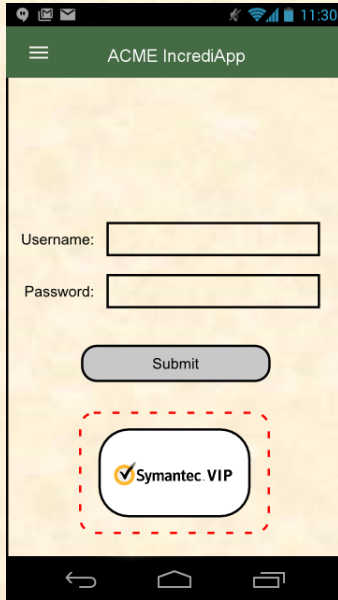 11:30
ACME IncrediApp
Username:
Password:
Submit
Symantec. VIP